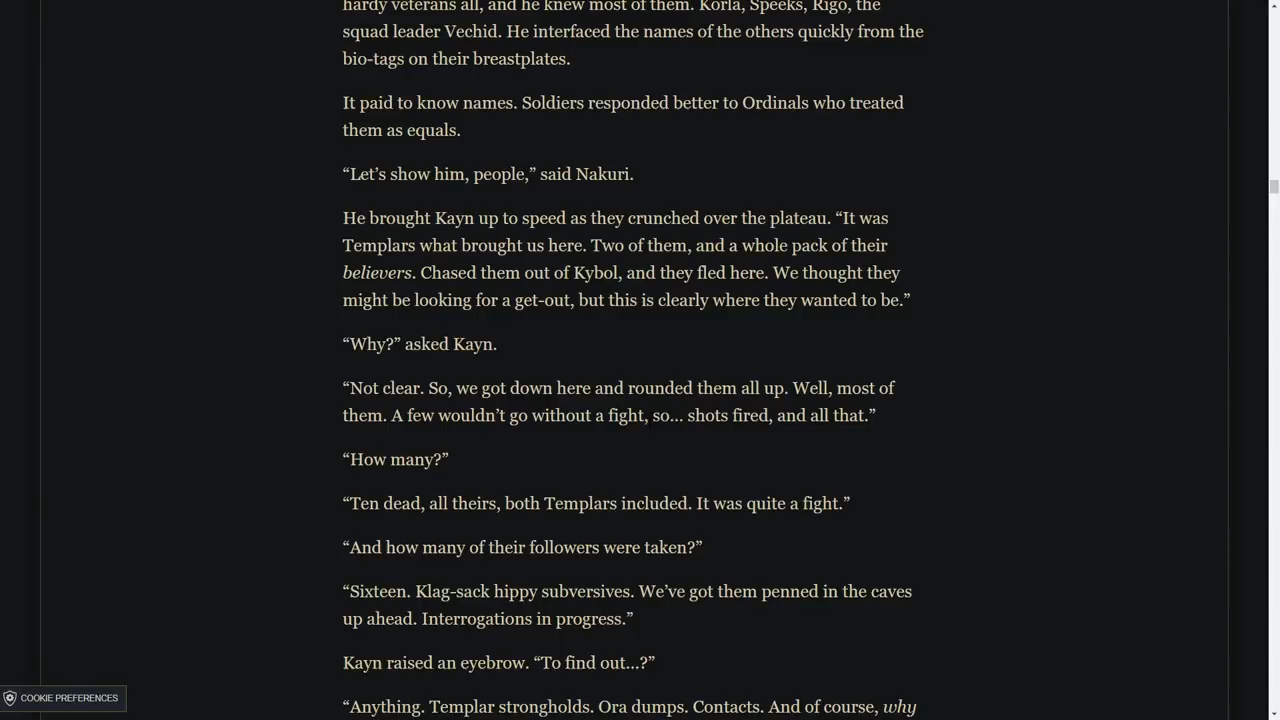 hardy veterans all, and he knew most of them. Korla, Speeks, Rigo, the
squad leader Vechid. He interfaced the names of the others quickly from the
bio-tags on their breastplates.
It paid to know names. Soldiers responded better to Ordinals who treated
them as equals.
“Let’s show him, people,” said Nakuri.
He brought Kayn up to speed as they crunched over the plateau. “It was
Templars what brought us here. Two of them, and a whole pack of their
believers. Chased them out of Kybol, and they fled here. We thought they
might be looking for a get-out, but this is clearly where they wanted to be.”
“Why?” asked Kayn.
“Not clear. So, we got down here and rounded them all up. Well, most of
them. A few wouldn’t go without a fight, so... shots fired, and all that.”
“How many?”
“Ten dead, all theirs, both Templars included. It was quite a fight.”
“And how many of their followers were taken?”
“Sixteen. Klag-sack hippy subversives. We’ve got them penned in the caves
up ahead. Interrogations in progress.”
Kayn raised an eyebrow. “To find out...?”
“Anything. Templar strongholds. Ora dumps. Contacts. And of course, why
COOKIE PREFERENCES